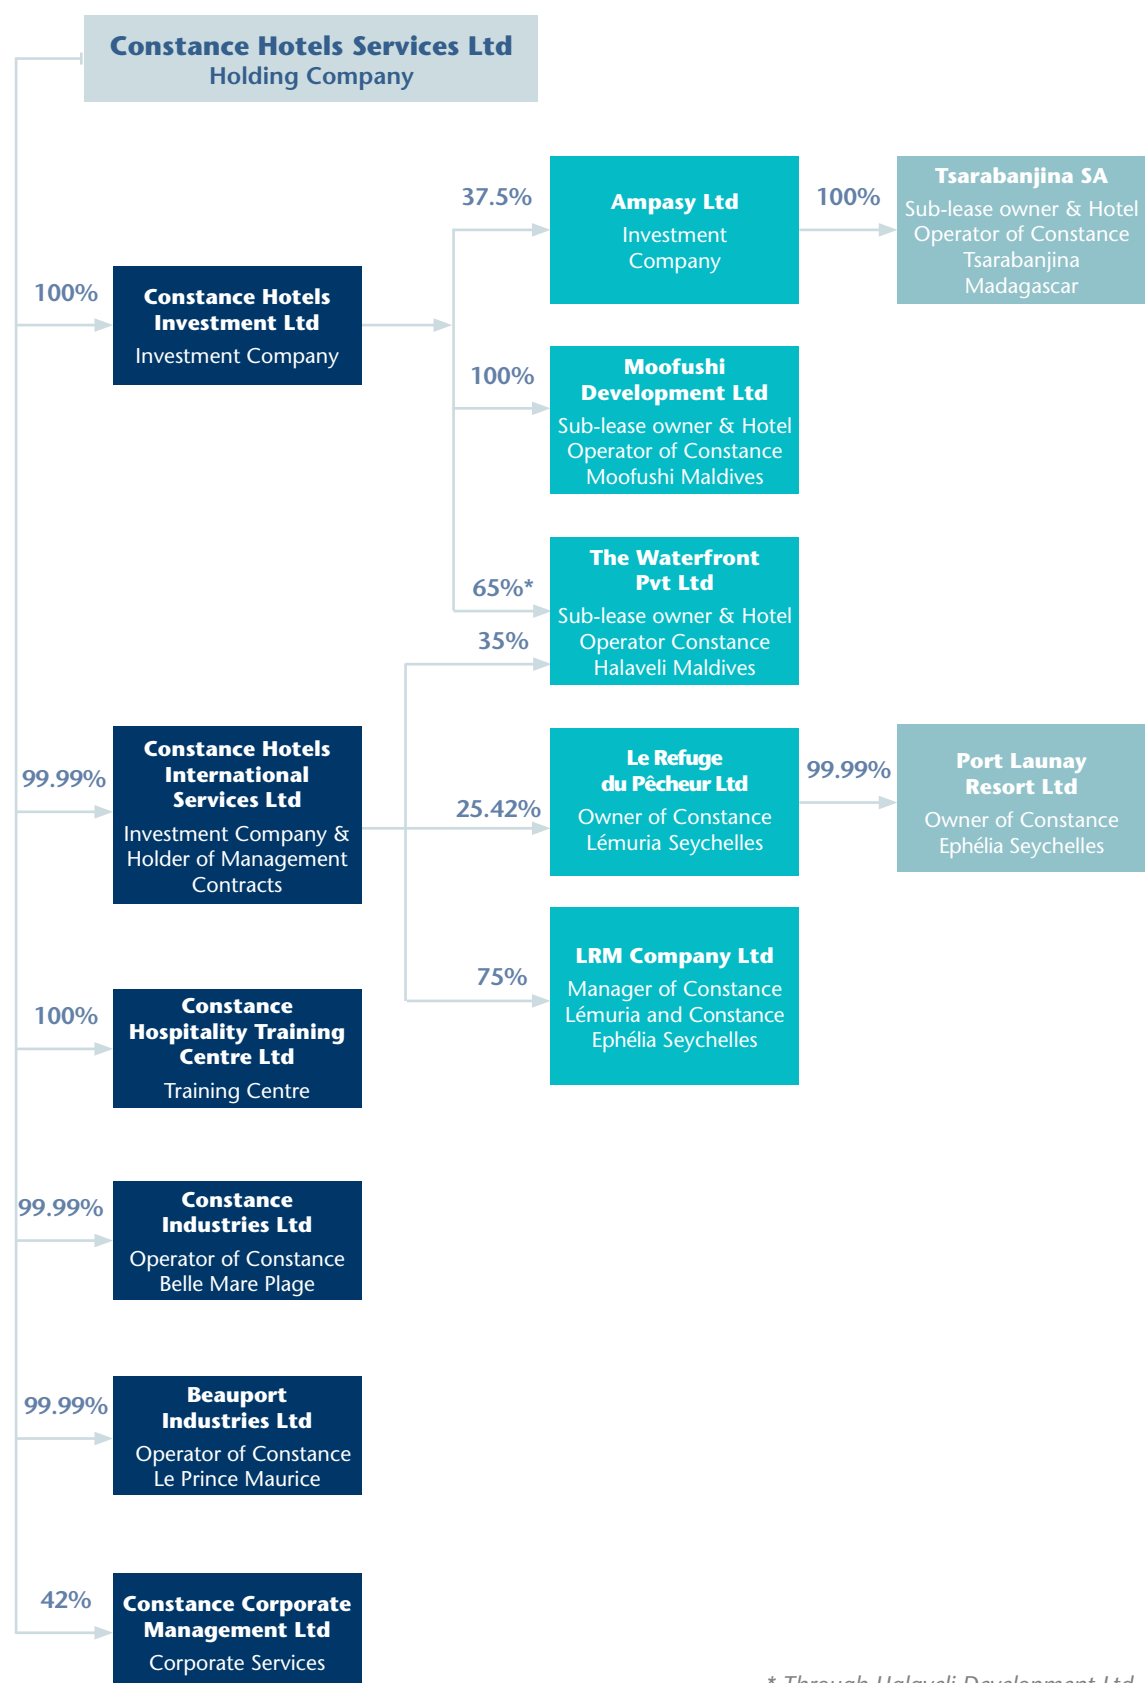 Constance Hotels Services Ltd
Holding Company
37.5%
Ampasy Ltd
Investment
Company
100%
Tsarabanjina SA
Sub-lease owner & Hotel
Operator of Constance
Tsarabanjina
Madagascar
100%
Constance Hotels
Investment Ltd
Investment Company
100%
Moofushi
Development Ltd
Sub-lease owner & Hotel
Operator of Constance
Moofushi Maldives
65%*
35%
The Waterfront
Pvt Ltd
Sub-lease owner & Hotel
Operator Constance
Halaveli Maldives
99.99%
Constance Hotels
International
Services Ltd
Investment Company &
Holder of Management
Contracts
25.42%
Le Refuge
du Pêcheur Ltd
Owner of Constance
Lémuria Seychelles
99.99%
Port Launay
Resort Ltd
Owner of Constance
Ephélia Seychelles
75%
LRM Company Ltd
Manager of Constance
Lémuria and Constance
Ephélia Seychelles
100%
Constance
Hospitality Training
Centre Ltd
Training Centre
99.99%
Constance
Industries Ltd
Operator of Constance
Belle Mare Plage
99.99%
Beauport
Industries Ltd
Operator of Constance
Le Prince Maurice
42%
Constance Corporate
Management Ltd
Corporate Services
* Through Halaveli Development Ltd